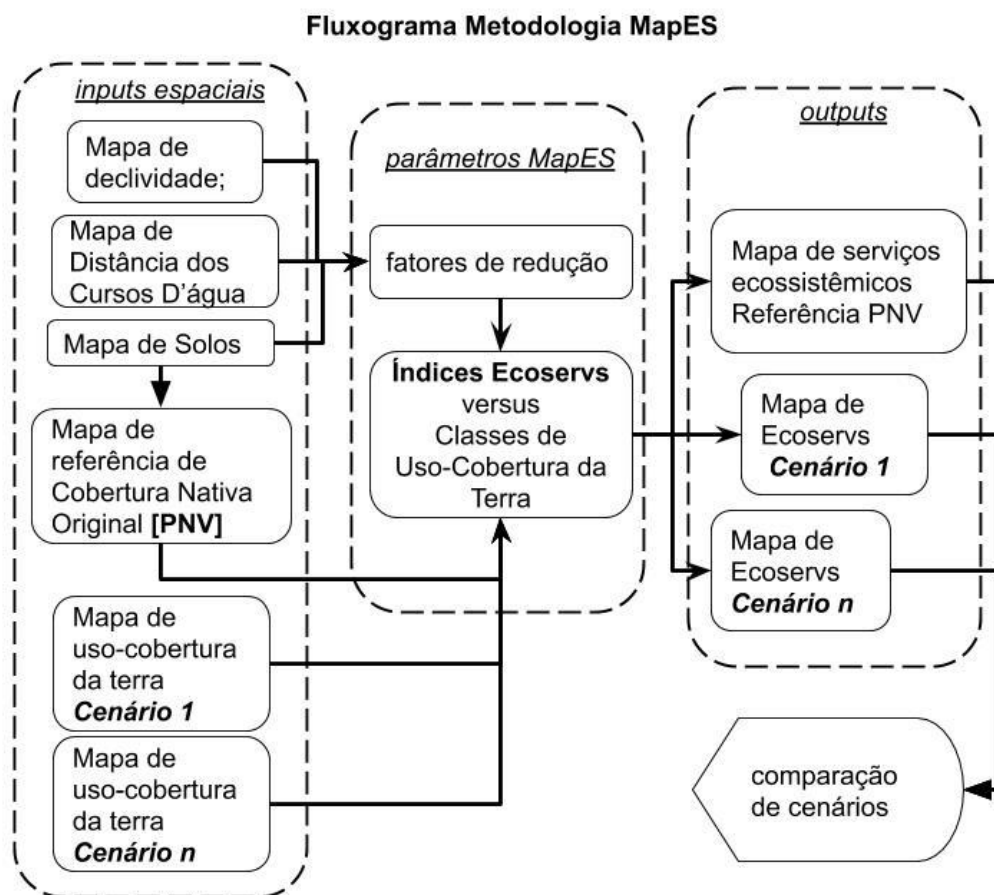 Fluxograma Metodologia MapES
inputs espaciais
Mapa de
declividade;
Mapa de
Distância dos
Cursos D'água
Mapa de Solos
Mapa de
referência de
Cobertura Nativa
Original [PNV]
Mapa de
uso-cobertura
da terra
Cenário 1
Mapa de
uso-cobertura
da terra
Cenário n
parâmetros MapES
fatores de redução
Índices Ecoservs
versus
Classes de
Uso-Cobertura da
Terra
outputs
Mapa de serviços
ecossistêmicos
Referência PNV
Mapa de
Ecoservs
Cenário 1
Mapa de
Ecoservs
Cenário n
comparação
de cenários